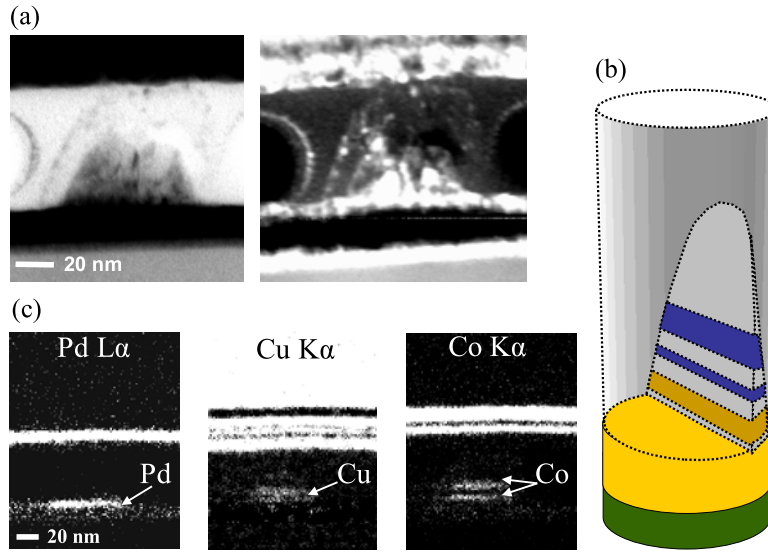 (a)
(b)
20 nm
(c)
Pd Lα
Cu Kα
Co Kα
Pd
Cu
Co
20 nm